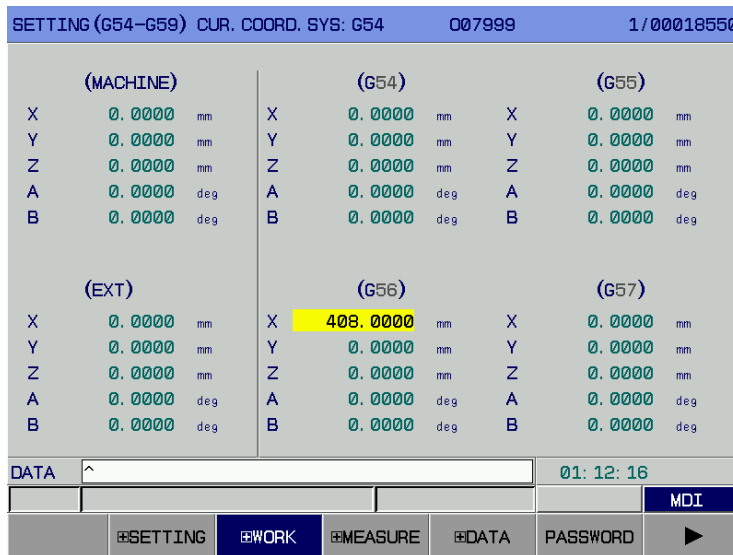 SETTING(G54-G59) CUR. COORD. SYS: G54 O07999 1/00018550
(MACHINE) (G54) (G55)
X 0.0000 mm X 0.0000 mm X 0.0000 mm
Y 0.0000 mm Y 0.0000 mm Y 0.0000 mm
Z 0.0000 mm Z 0.0000 mm Z 0.0000 mm
A 0.0000 deg A 0.0000 deg A 0.0000 deg
B 0.0000 deg B 0.0000 deg B 0.0000 deg
(EXT) (G56) (G57)
X 0.0000 mm X 408.0000 mm X 0.0000 mm
Y 0.0000 mm Y 0.0000 mm Y 0.0000 mm
Z 0.0000 mm Z 0.0000 mm Z 0.0000 mm
A 0.0000 deg A 0.0000 deg A 0.0000 deg
B 0.0000 deg B 0.0000 deg B 0.0000 deg
DATA ^ 01:12:16
MDI
⊞SETTING ⊞WORK ⊞MEASURE ⊞DATA PASSWORD ▶